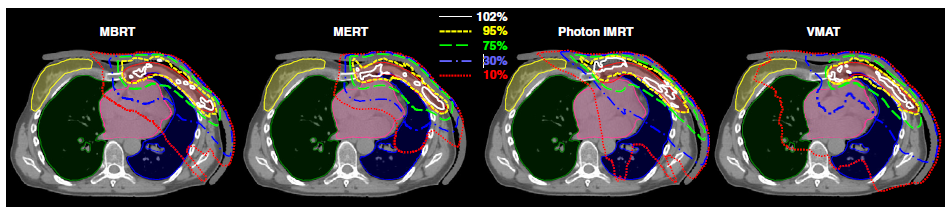 102%
95%
MBRT
MERT
Photon IMRT
VMAT
75%
30%
10%